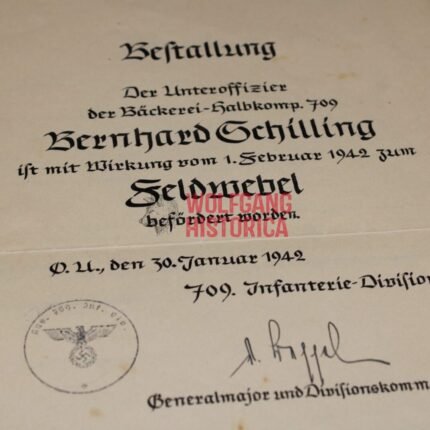 Bestallung
Der Unteroffizier
der Bäckerei-Halbkomp. 709
Bernhard Schilling
ist mit Wirkung vom 1. Februar 1942 zum
Feldwebel
WOLFGANG
HISTORICA
befördert worden.
O. U., den 30. Januar 1942
709. Infanterie-Division
Generalmajor und Divisionskomm